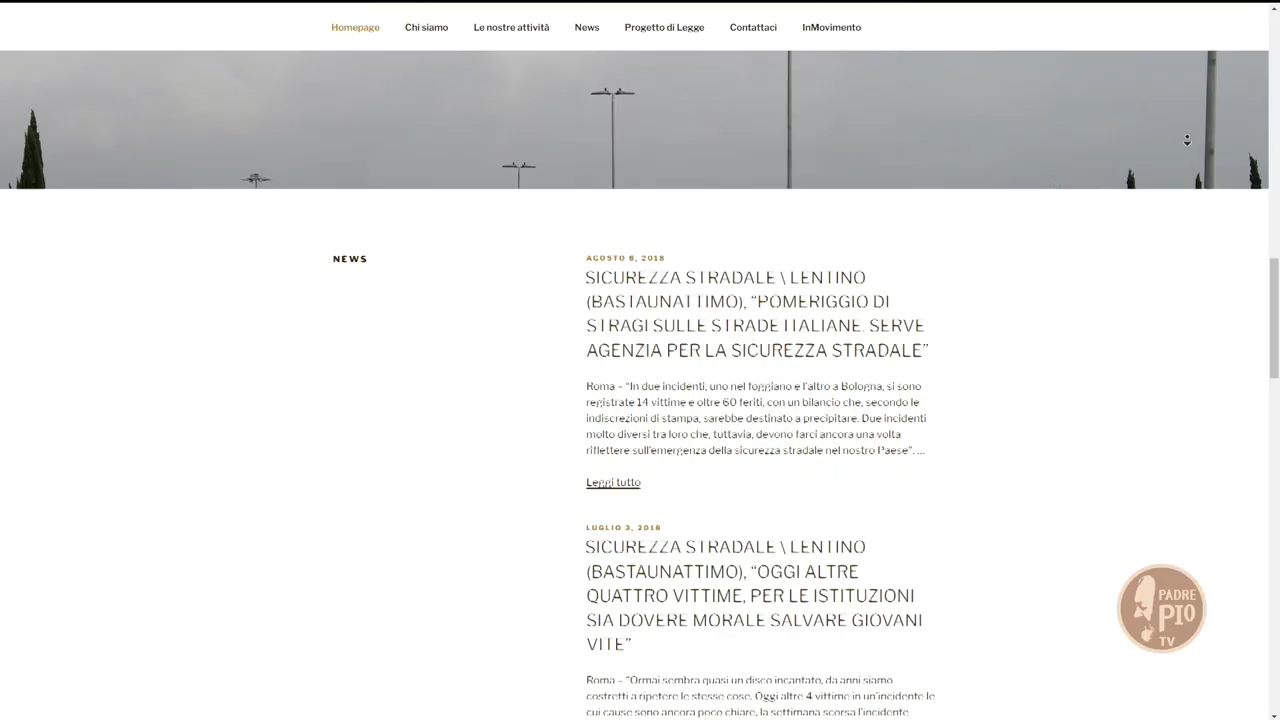 Homepage Chi siamo Le nostre attività News Progetto di Legge Contattaci InMovimento
NEWS
AGOSTO 6, 2018
SICUREZZA STRADALE \ LENTINO
(BASTAUNATTIMO), “POMERIGGIO DI
STRAGI SULLE STRADE ITALIANE. SERVE
AGENZIA PER LA SICUREZZA STRADALE”
Roma – “In due incidenti, uno nel foggiano e l’altro a Bologna, si sono
registrate 14 vittime e oltre 60 feriti, con un bilancio che, secondo le
indiscrezioni di stampa, sarebbe destinato a precipitare. Due incidenti
molto diversi tra loro che, tuttavia, devono farci ancora una volta
riflettere sull’emergenza della sicurezza stradale nel nostro Paese”. …
Leggi tutto
LUGLIO 3, 2018
SICUREZZA STRADALE \ LENTINO
(BASTAUNATTIMO), “OGGI ALTRE
QUATTRO VITTIME, PER LE ISTITUZIONI
SIA DOVERE MORALE SALVARE GIOVANI
VITE”
Roma – “Ormai sembra quasi un disco incantato, da anni siamo
costretti a ripetere le stesse cose. Oggi altre 4 vittime in un’incidente le
cui cause sono ancora poco chiare, la settimana scorsa l’incidente
PADRE
PIO
TV